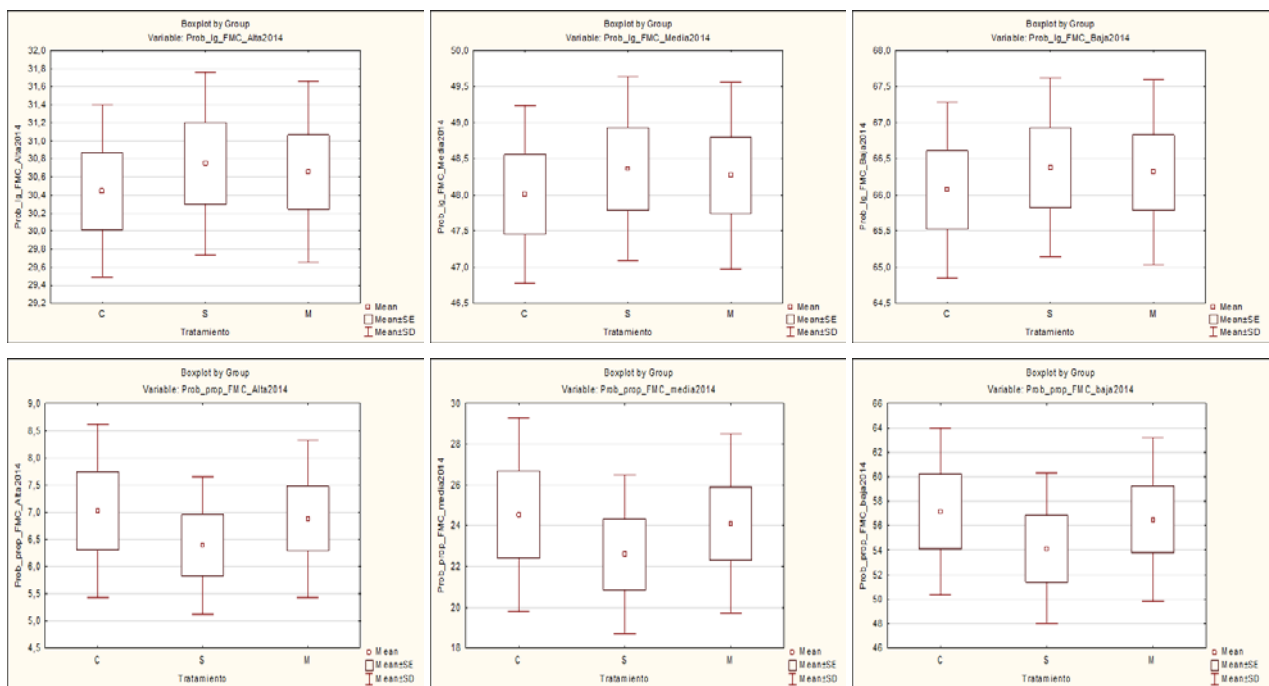 Boxplot by Group
Variable: Prob_Ig_FMC_Alta2014
32,0
31,8
31,6
31,4
31,2
31,0
30,8
30,6
30,4
30,2
30,0
29,8
29,6
29,4
29,2
Prob_Ig_FMC_Alta2014
C S M
Tratamiento
Mean
Mean±SE
Mean±SD
Boxplot by Group
Variable: Prob_Ig_FMC_Media2014
50,0
49,5
49,0
48,5
48,0
47,5
47,0
46,5
Prob_Ig_FMC_Media2014
C S M
Tratamiento
Mean
Mean±SE
Mean±SD
Boxplot by Group
Variable: Prob_Ig_FMC_Baja2014
68,0
67,5
67,0
66,5
66,0
65,5
65,0
64,5
Prob_Ig_FMC_Baja2014
C S M
Tratamiento
Mean
Mean±SE
Mean±SD
Boxplot by Group
Variable: Prob_prop_FMC_Alta2014
9,0
8,5
8,0
7,5
7,0
6,5
6,0
5,5
5,0
4,5
Prob_prop_FMC_Alta2014
C S M
Tratamiento
Mean
Mean±SE
Mean±SD
Boxplot by Group
Variable: Prob_prop_FMC_media2014
30
28
26
24
22
20
18
Prob_prop_FMC_media2014
C S M
Tratamiento
Mean
Mean±SE
Mean±SD
Boxplot by Group
Variable: Prob_prop_FMC_baja2014
66
64
62
60
58
56
54
52
50
48
46
Prob_prop_FMC_baja2014
C S M
Tratamiento
Mean
Mean±SE
Mean±SD